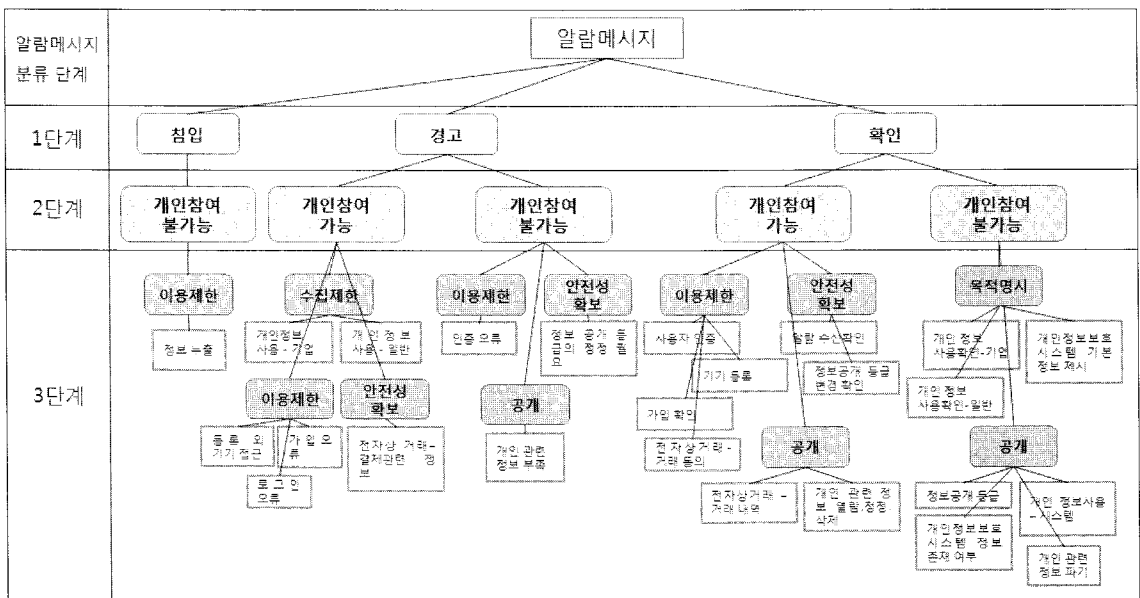 알람메시지
분류 단계
알람메시지
1단계
침입
경고
확인
2단계
개인참여
불가능
개인참여
가능
개인참여
불가능
개인참여
가능
개인참여
불가능
3단계
이용제한
정보 누출
수집제한
개인정보
사용 - 기업
개인 정보
사용 - 일반
이용제한
등록 외
기기 접근
가입 오
류
로그인
오류
안전성
확보
전자상 거래 -
결제관련 정
보
이용제한
인증 오류
안전성
확보
정보 공개 등
급의 정정 필
요
공개
개인 관련
정보 부족
이용제한
사용자 인증
기기 등록
가입 확인
전자상거래 -
거래 동의
안전성
확보
알람 수신확인
정보공개 등급
변경 확인
공개
전자상거래 -
거래 내역
개인 관련 정
보 열람,정정,
삭제
목적명시
개인 정보
사용확인-기업
개인정보보호
시스템 기본
정보 제시
개인 정보
사용확인-일반
공개
정보공개 등급
개인 정보사용
- 시스템
개인정보보호
시스템 정보
존재 여부
개인 관련
정보 파기